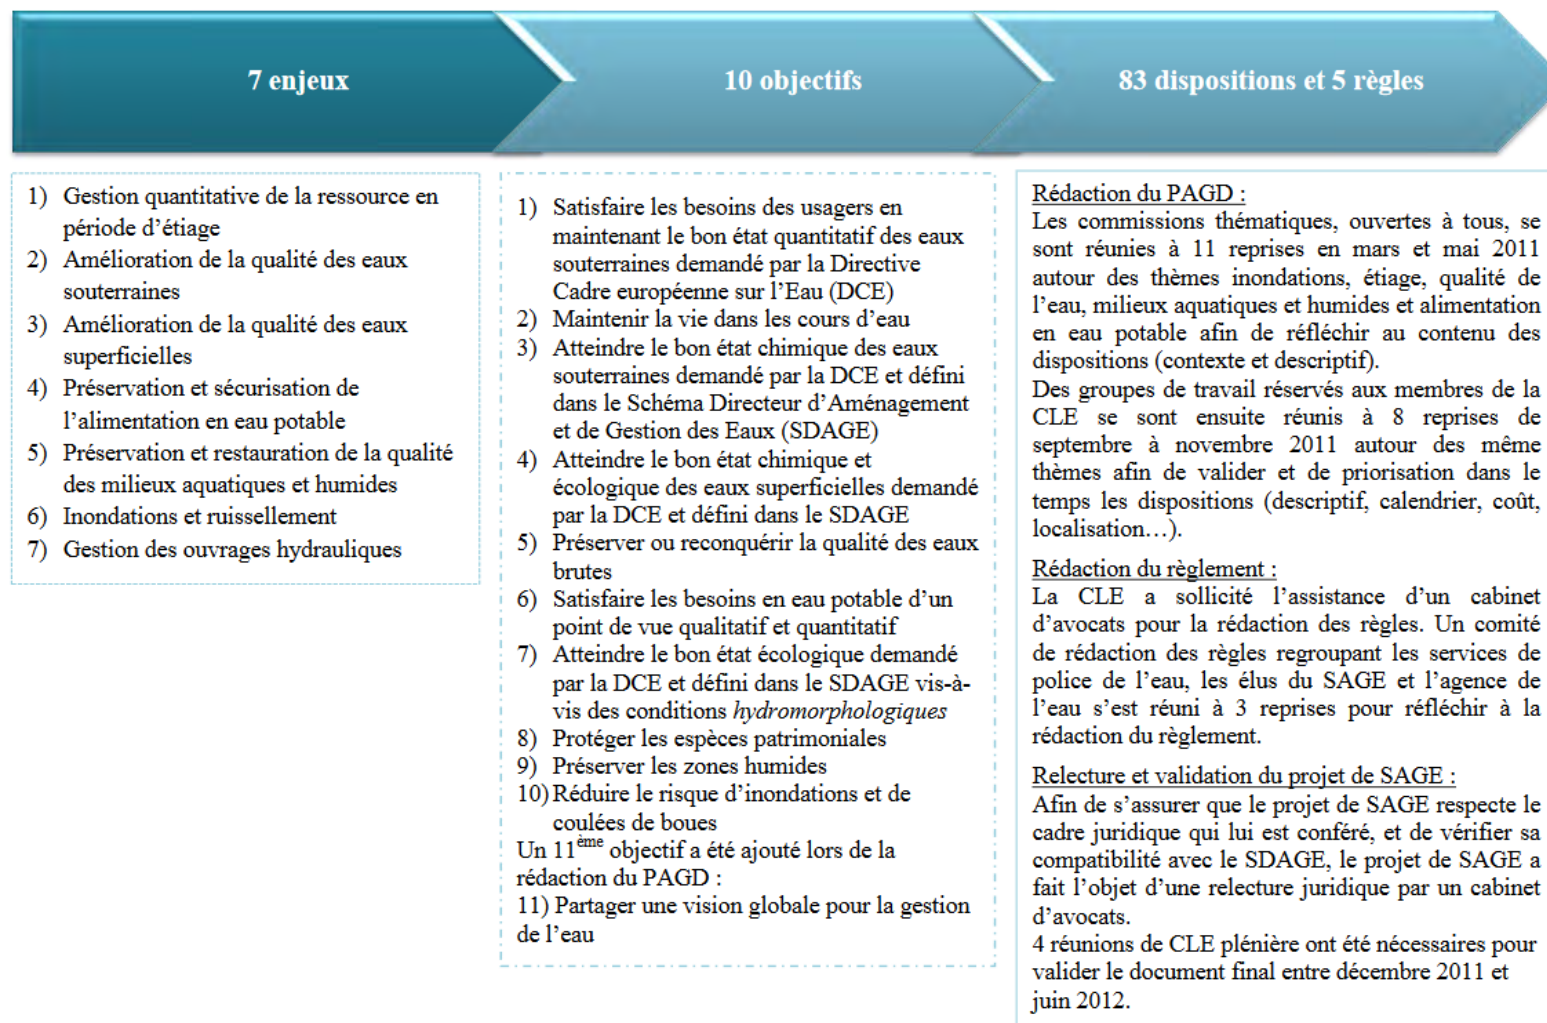 7 enjeux
10 objectifs
83 dispositions et 5 règles
1) Gestion quantitative de la ressource en
période d’étiage
2) Amélioration de la qualité des eaux
souterraines
3) Amélioration de la qualité des eaux
superficielles
4) Préservation et sécurisation de
l’alimentation en eau potable
5) Préservation et restauration de la qualité
des milieux aquatiques et humides
6) Inondations et ruissellement
7) Gestion des ouvrages hydrauliques
1) Satisfaire les besoins des usagers en
maintenant le bon état quantitatif des eaux
souterraines demandé par la Directive
Cadre européenne sur l’Eau (DCE)
2) Maintenir la vie dans les cours d’eau
3) Atteindre le bon état chimique des eaux
souterraines demandé par la DCE et défini
dans le Schéma Directeur d’Aménagement
et de Gestion des Eaux (SDAGE)
4) Atteindre le bon état chimique et
écologique des eaux superficielles demandé
par la DCE et défini dans le SDAGE
5) Préserver ou reconquérir la qualité des eaux
brutes
6) Satisfaire les besoins en eau potable d’un
point de vue qualitatif et quantitatif
7) Atteindre le bon état écologique demandé
par la DCE et défini dans le SDAGE vis-à-
vis des conditions hydromorphologiques
8) Protéger les espèces patrimoniales
9) Préserver les zones humides
10) Réduire le risque d’inondations et de
coulées de boues
Un 11ème objectif a été ajouté lors de la
rédaction du PAGD :
11) Partager une vision globale pour la gestion
de l’eau
Rédaction du PAGD :
Les commissions thématiques, ouvertes à tous, se
sont réunies à 11 reprises en mars et mai 2011
autour des thèmes inondations, étiage, qualité de
l’eau, milieux aquatiques et humides et alimentation
en eau potable afin de réfléchir au contenu des
dispositions (contexte et descriptif).
Des groupes de travail réservés aux membres de la
CLE se sont ensuite réunis à 8 reprises de
septembre à novembre 2011 autour des même
thèmes afin de valider et de priorisation dans le
temps les dispositions (descriptif, calendrier, coût,
localisation…).
Rédaction du règlement :
La CLE a sollicité l’assistance d’un cabinet
d’avocats pour la rédaction des règles. Un comité
de rédaction des règles regroupant les services de
police de l’eau, les élus du SAGE et l’agence de
l’eau s’est réuni à 3 reprises pour réfléchir à la
rédaction du règlement.
Relecture et validation du projet de SAGE :
Afin de s’assurer que le projet de SAGE respecte le
cadre juridique qui lui est conféré, et de vérifier sa
compatibilité avec le SDAGE, le projet de SAGE a
fait l’objet d’une relecture juridique par un cabinet
d’avocats.
4 réunions de CLE plénière ont été nécessaires pour
valider le document final entre décembre 2011 et
juin 2012.